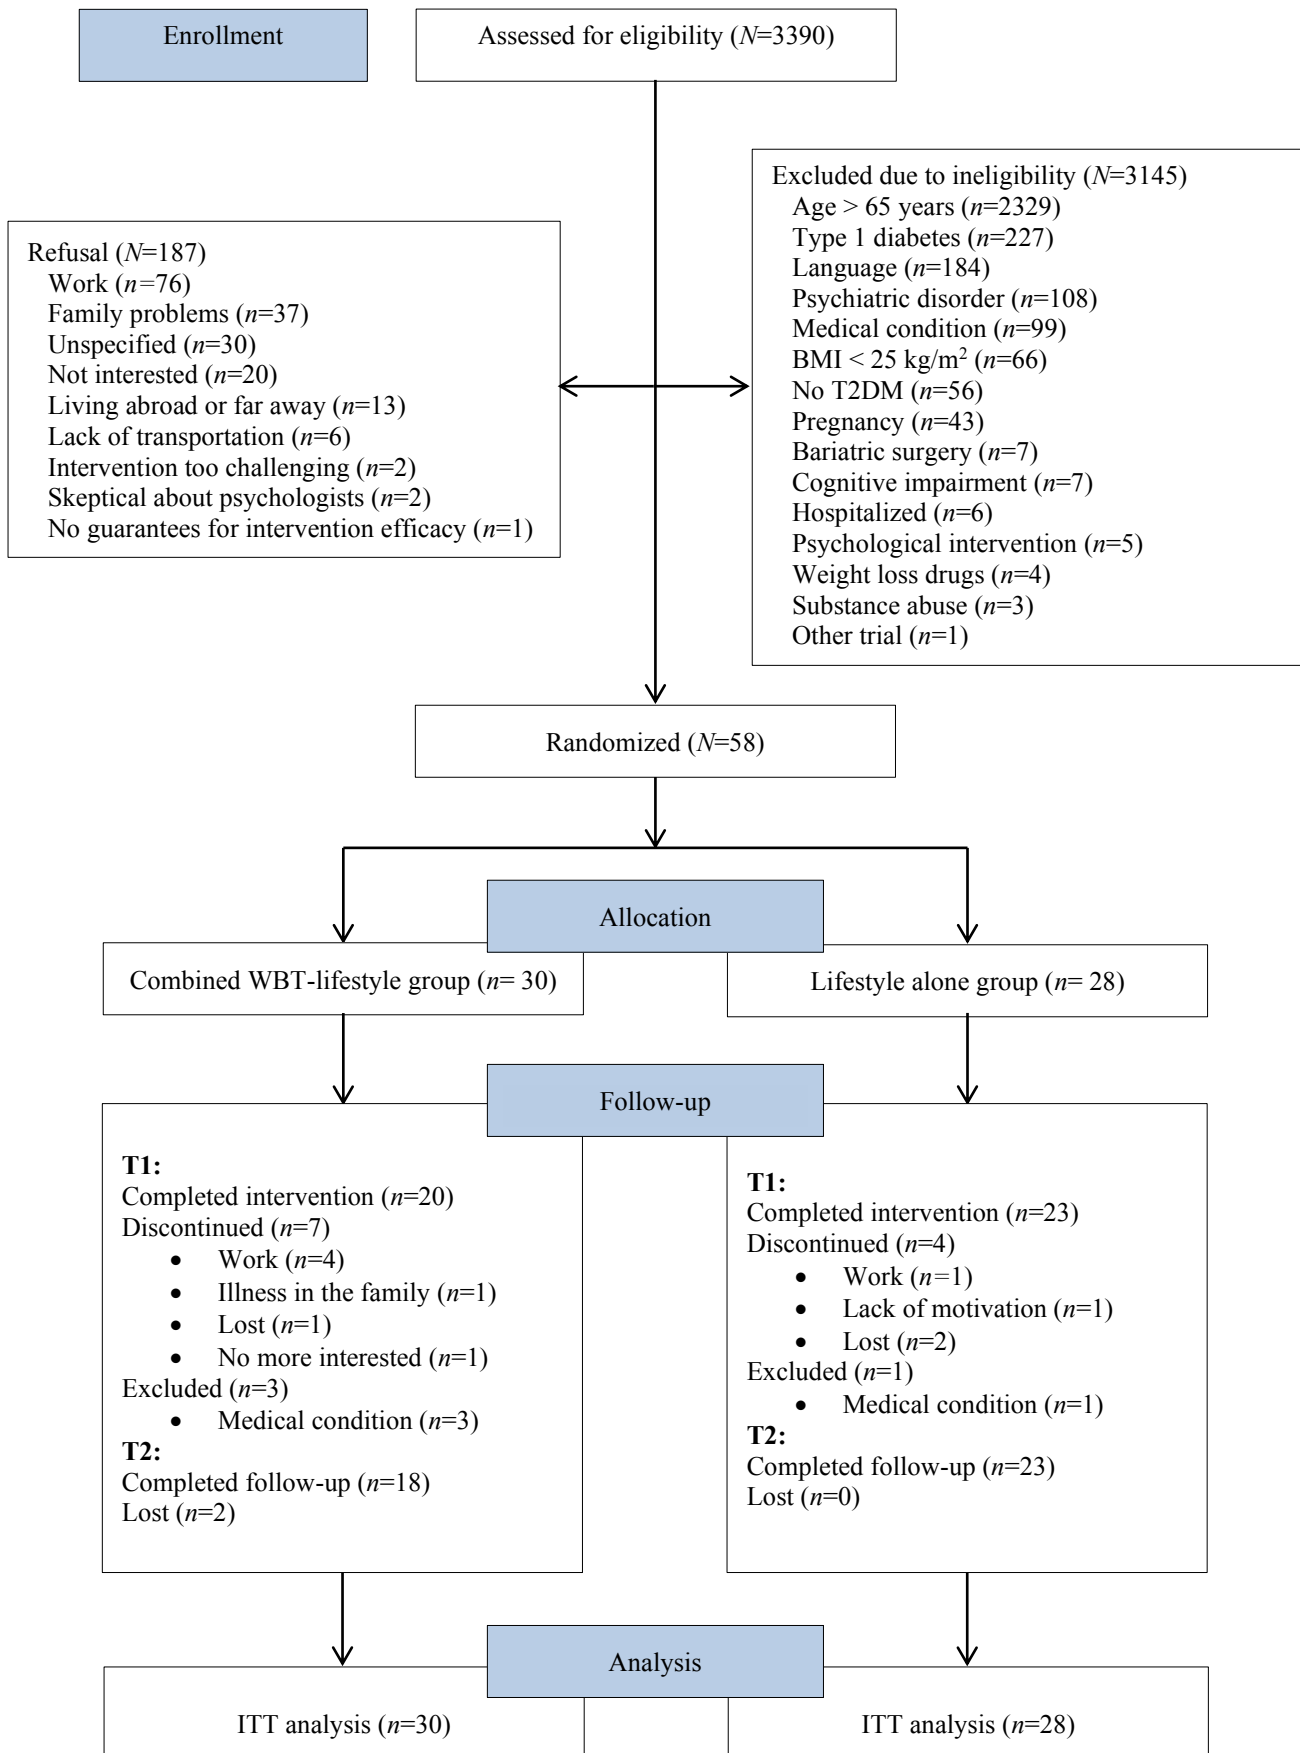 Enrollment
Assessed for eligibility (N=3390)
Refusal (N=187)
Work (n=76)
Family problems (n=37)
Unspecified (n=30)
Not interested (n=20)
Living abroad or far away (n=13)
Lack of transportation (n=6)
Intervention too challenging (n=2)
Skeptical about psychologists (n=2)
No guarantees for intervention efficacy (n=1)
Excluded due to ineligibility (N=3145)
Age > 65 years (n=2329)
Type 1 diabetes (n=227)
Language (n=184)
Psychiatric disorder (n=108)
Medical condition (n=99)
BMI < 25 kg/m² (n=66)
No T2DM (n=56)
Pregnancy (n=43)
Bariatric surgery (n=7)
Cognitive impairment (n=7)
Hospitalized (n=6)
Psychological intervention (n=5)
Weight loss drugs (n=4)
Substance abuse (n=3)
Other trial (n=1)
Randomized (N=58)
Allocation
Combined WBT-lifestyle group (n= 30)
Lifestyle alone group (n= 28)
Follow-up
T1:
Completed intervention (n=20)
Discontinued (n=7)
• Work (n=4)
• Illness in the family (n=1)
• Lost (n=1)
• No more interested (n=1)
Excluded (n=3)
• Medical condition (n=3)
T2:
Completed follow-up (n=18)
Lost (n=2)
T1:
Completed intervention (n=23)
Discontinued (n=4)
• Work (n=1)
• Lack of motivation (n=1)
• Lost (n=2)
Excluded (n=1)
• Medical condition (n=1)
T2:
Completed follow-up (n=23)
Lost (n=0)
Analysis
ITT analysis (n=30)
ITT analysis (n=28)